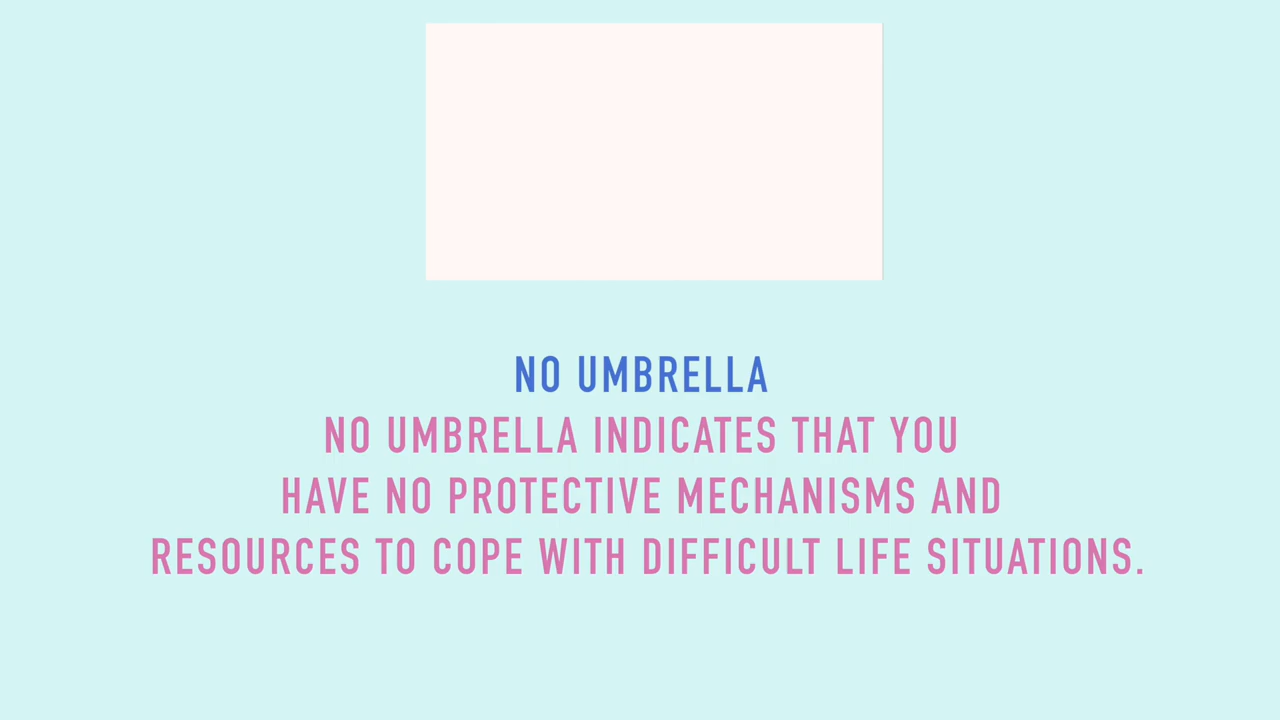 NO UMBRELLA
NO UMBRELLA INDICATES THAT YOU
HAVE NO PROTECTIVE MECHANISMS AND
RESOURCES TO COPE WITH DIFFICULT LIFE SITUATIONS.